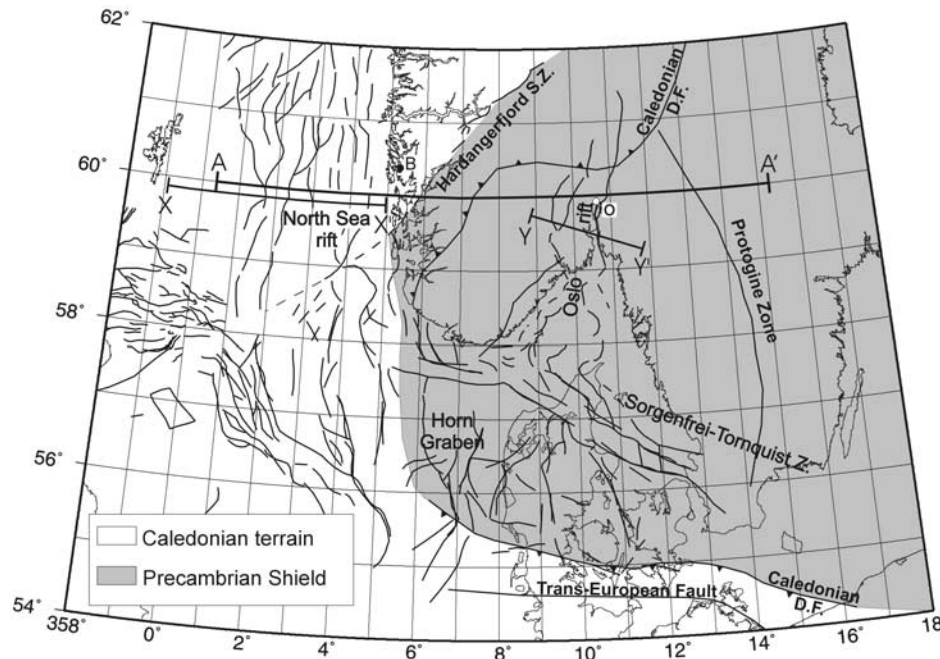 62°
60°
58°
56°
54°
358°
0°
2°
4°
6°
8°
10°
12°
14°
16°
18
A
A'
X
X'
B
O
Y
Y'
Hardangerfjord S.Z.
Caledonian
D.F.
North Sea
rift
Oslo rift
Protogine Zone
Horn
Graben
Sorgenfrei-Tornquist Z.
Caledonian terrain
Precambrian Shield
Trans-European Fault
Caledonian
D.F.